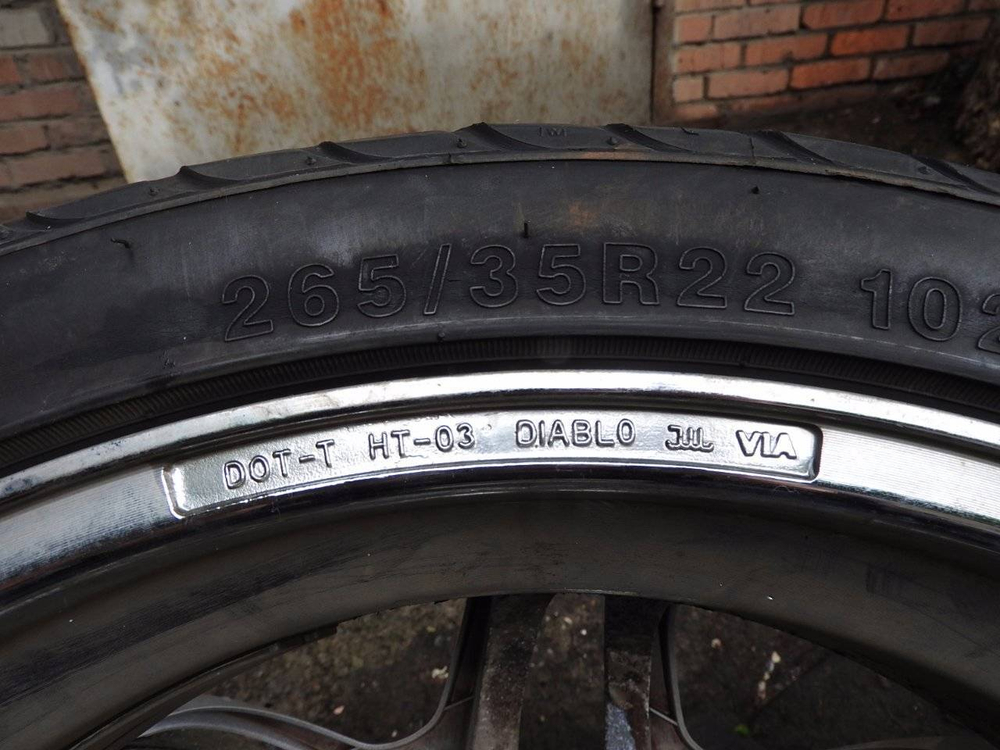 265/35R22 102
DOT-T HT-03 DIABLO JWL VIA